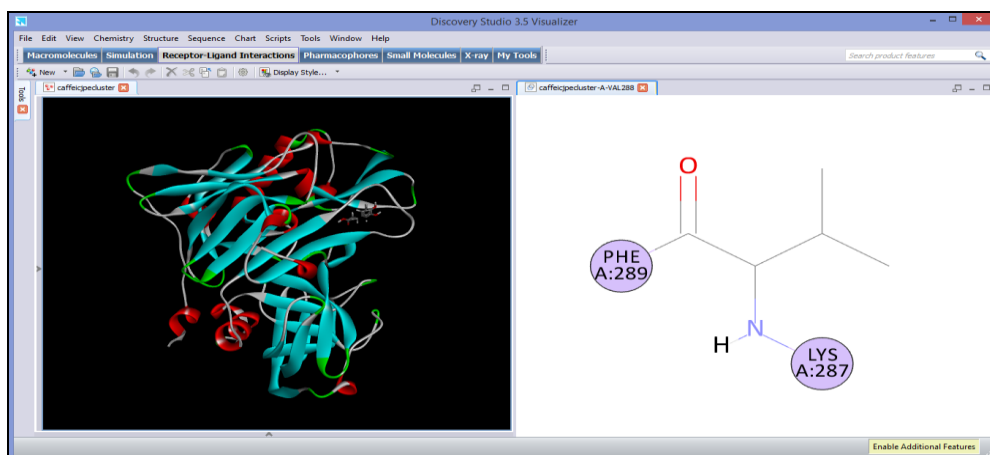 Discovery Studio 3.5 Visualizer
File Edit View Chemistry Structure Sequence Chart Scripts Tools Window Help
Macromolecules Simulation Receptor-Ligand Interactions Pharmacophores Small Molecules X-ray My Tools
Search product features
New Display Style...
Tools
caffeicjpecluster
caffeicjpecluster-A-VAL288
O
PHE
A:289
N
H
LYS
A:287
Enable Additional Features